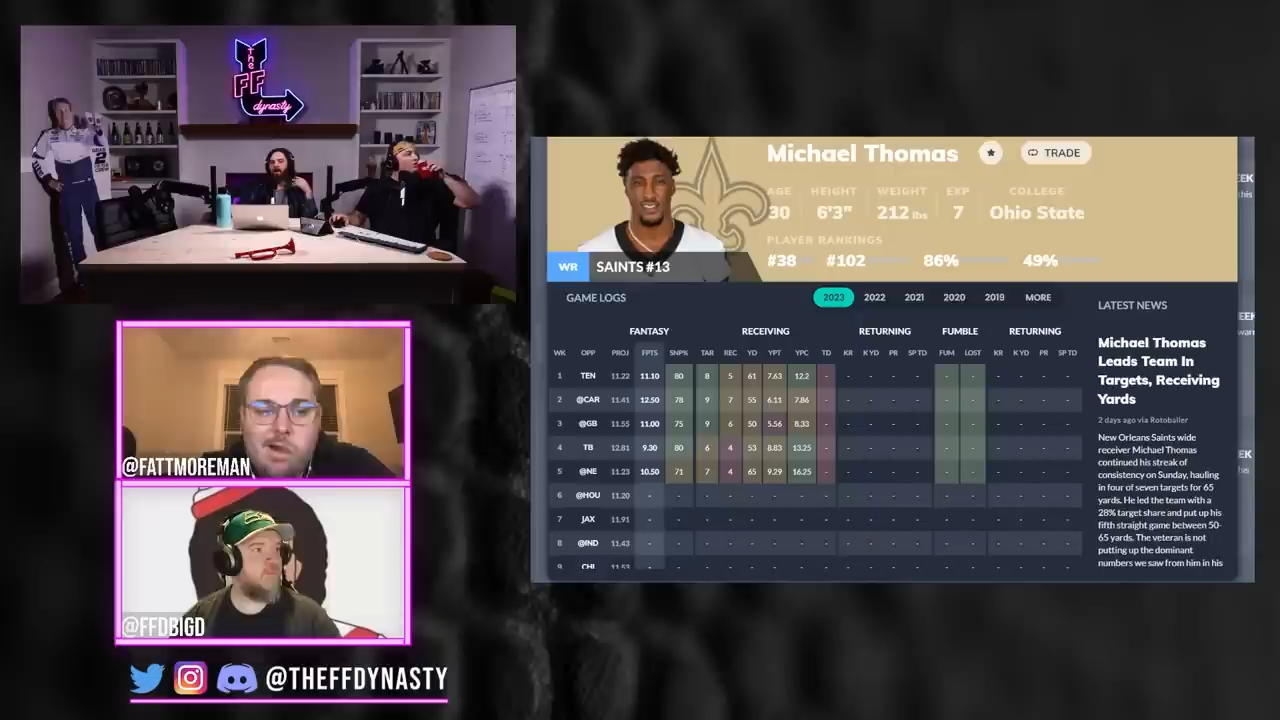 The
FF
dynasty
@FATTMOREMAN
@FFDBIGD
@THEFFDYNASTY
Michael Thomas
TRADE
AGE HEIGHT WEIGHT EXP COLLEGE
30 6'3" 212 lbs 7 Ohio State
PLAYER RANKINGS
#38 #102 86% 49%
WR SAINTS #13
GAME LOGS 2023 2022 2021 2020 2019 MORE
FANTASY RECEIVING RETURNING FUMBLE RETURNING
WK OPP PROJ FPTS SNP% TAR REC YD YPT YPC TD KR K YD PR SP TD FUM LOST KR K YD PR SP TD
1 TEN 11.22 11.10 80 8 5 61 7.63 12.2 - - - - - - - - - - -
2 @CAR 11.41 12.50 78 9 7 55 6.11 7.86 - - - - - - - - - - -
3 @GB 11.55 11.00 75 9 6 50 5.56 8.33 - - - - - - - - - - -
4 TB 12.81 9.30 80 6 4 53 8.83 13.25 - - - - - - - - - - -
5 @NE 11.23 10.50 71 7 4 65 9.29 16.25 - - - - - - - - - - -
6 @HOU 11.20 - - - - - - - - - - - - - - - - - -
7 JAX 11.91 - - - - - - - - - - - - - - - - - -
8 @IND 11.43 - - - - - - - - - - - - - - - - - -
9 CHI 11.53
LATEST NEWS
Michael Thomas
Leads Team In
Targets, Receiving
Yards
2 days ago via Rotoballer
New Orleans Saints wide
receiver Michael Thomas
continued his streak of
consistency on Sunday, hauling
in four of seven targets for 65
yards. He led the team with a
28% target share and put up his
fifth straight game between 50-
65 yards. The veteran is not
putting up the dominant
numbers we saw from him in his